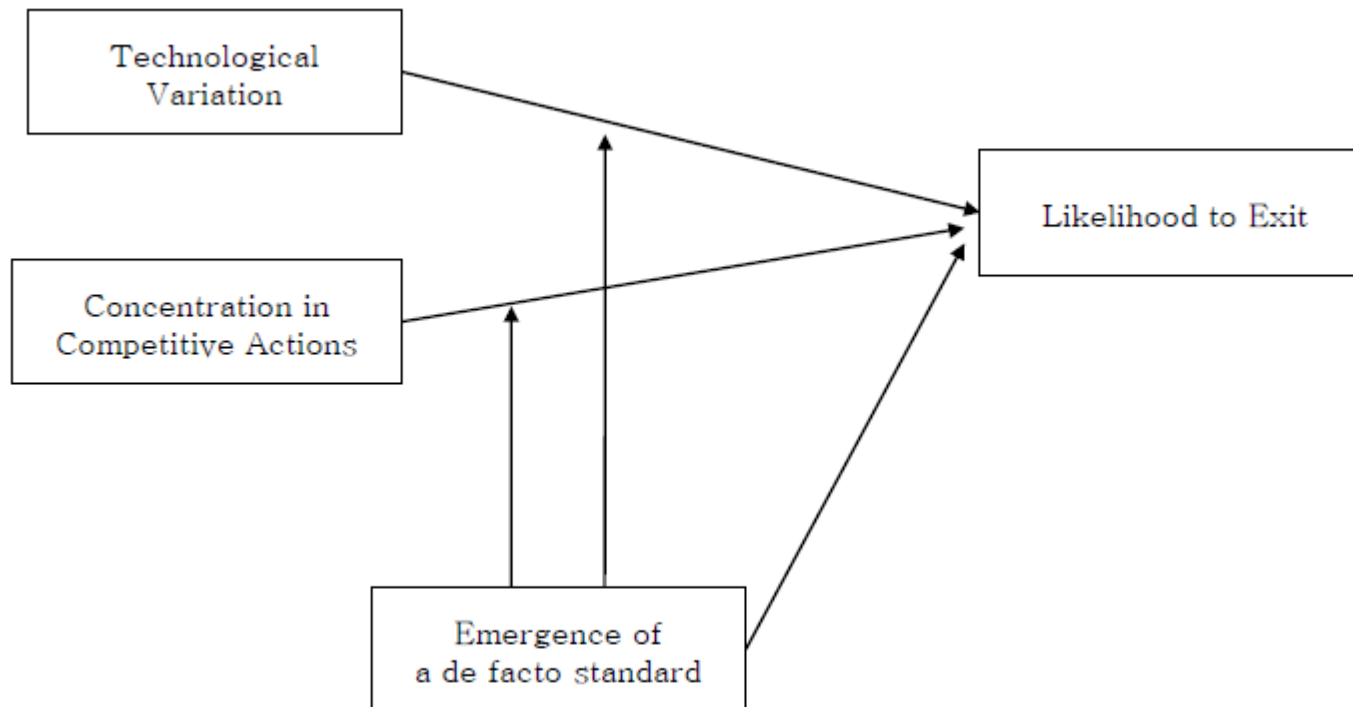 Technological
Variation
Likelihood to Exit
Concentration in
Competitive Actions
Emergence of
a de facto standard